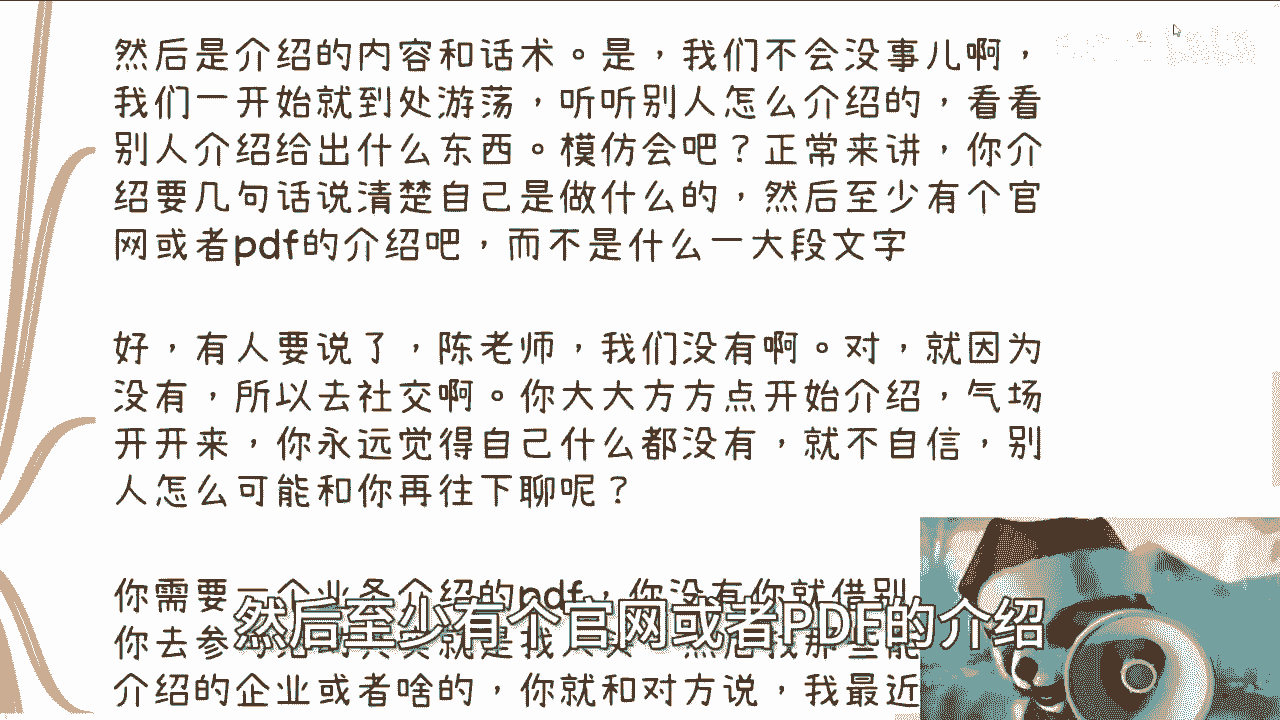 然后是介绍的内容和话术。是，我们不会没事儿啊，
我们一开始就到处游荡，听听别人怎么介绍的，看看
别人介绍给出什么东西。模仿会吧？正常来讲，你介
绍要几句话说清楚自己是做什么的，然后至少有个官
网或者pdf的介绍吧，而不是什么一大段文字
好，有人要说了，陈老师，我们没有啊。对，就因为
没有，所以去社交啊。你大大方方点开始介绍，气场
开开来，你永远觉得自己什么都没有，就不自信，别
人怎么可能和你再往下聊呢？
你需要一个业务介绍的pdf，你没有你就借别
然后至少有个官网或者PDF的介绍
你去参
介绍的企业或者啥的，你就和对方说，我最近